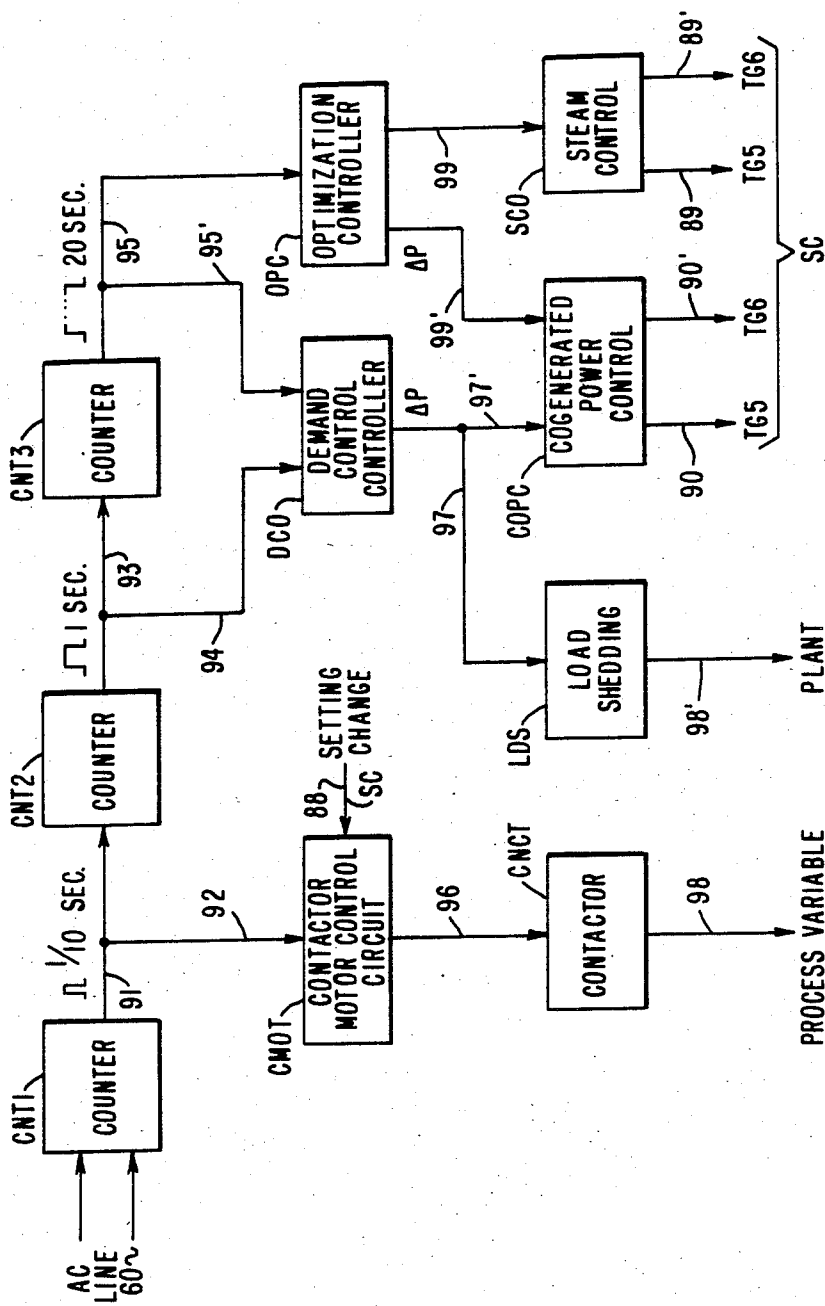 AC
LINE
60~
CNT1
COUNTER
1/10 SEC.
91
92
CNT2
COUNTER
1 SEC.
93
94
CNT3
COUNTER
20 SEC.
95
95'
CMOT
CONTACTOR
MOTOR CONTROL
CIRCUIT
88
SC
SETTING
CHANGE
96
DCO
DEMAND
CONTROL
CONTROLLER
ΔP
97
97'
OPC
OPTIMIZATION
CONTROLLER
ΔP
99'
99
CNCT
CONTACTOR
98
PROCESS VARIABLE
LDS
LOAD
SHEDDING
98'
PLANT
COPC
COGENERATED
POWER
CONTROL
90
90'
TG5
TG6
SCO
STEAM
CONTROL
89
89'
TG5
TG6
SC